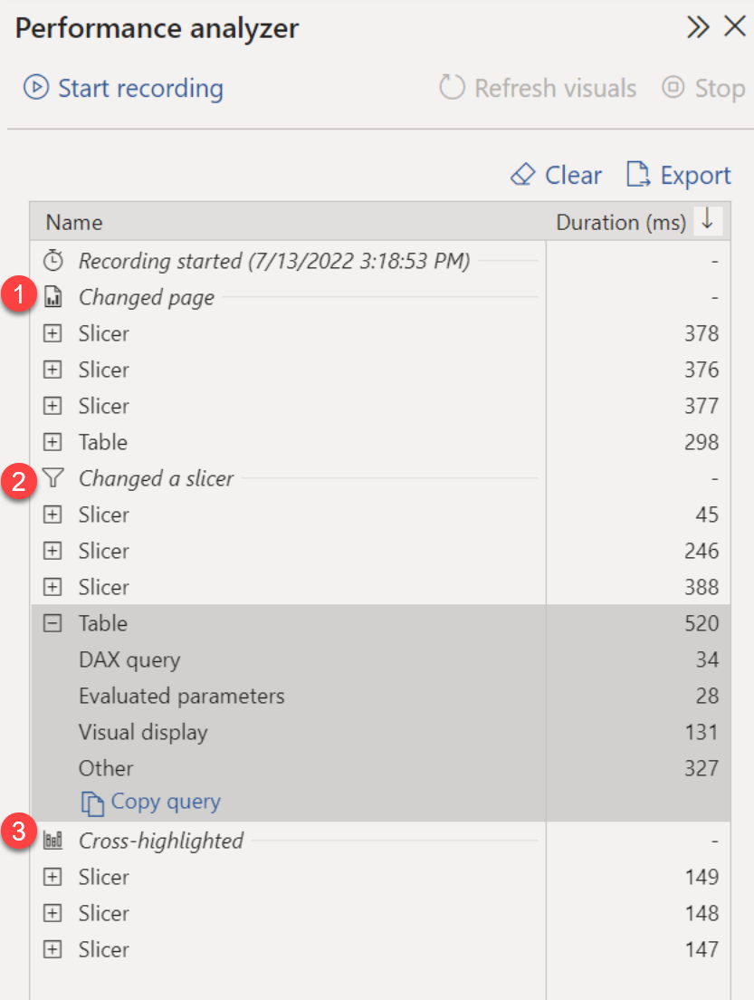 Performance analyzer
Start recording Refresh visuals Stop
Clear Export
Name Duration (ms)
Recording started (7/13/2022 3:18:53 PM) -
1 Changed page -
Slicer 378
Slicer 376
Slicer 377
Table 298
2 Changed a slicer -
Slicer 45
Slicer 246
Slicer 388
Table 520
DAX query 34
Evaluated parameters 28
Visual display 131
Other 327
Copy query
3 Cross-highlighted -
Slicer 149
Slicer 148
Slicer 147